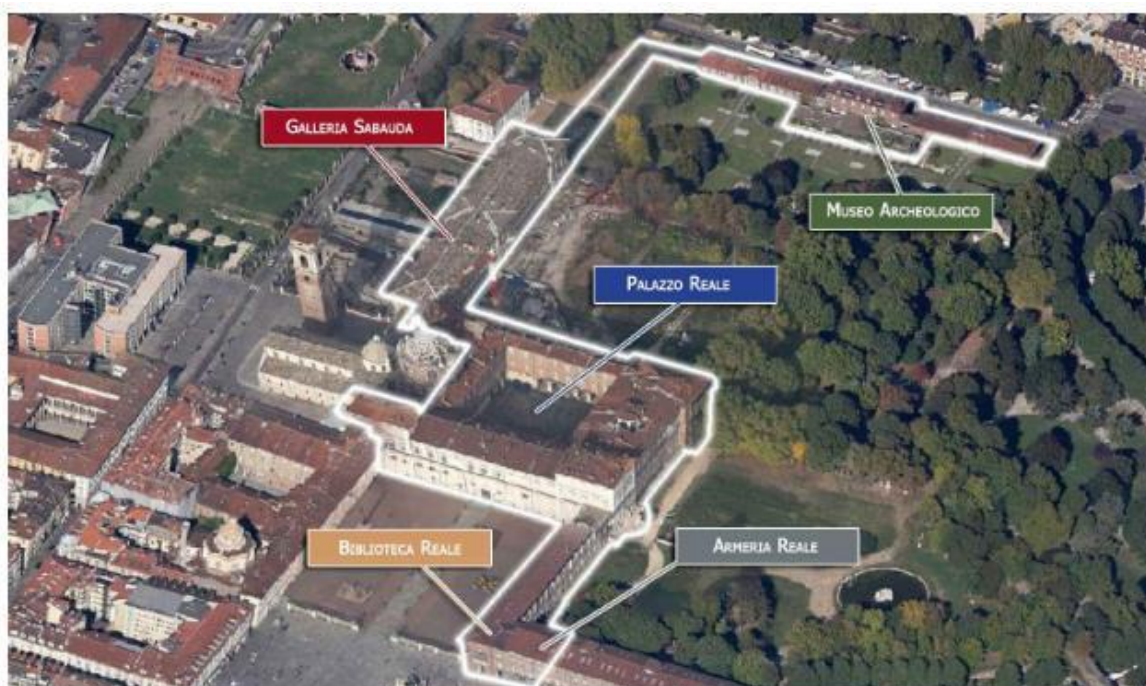 GALLERIA SABAUDA
MUSEO ARCHEOLOGICO
PALAZZO REALE
BIBLIOTECA REALE
ARMERIA REALE